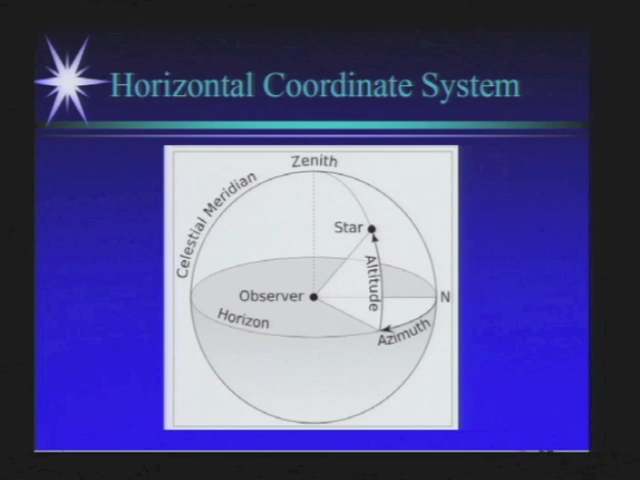 Horizontal Coordinate System
Zenith
Celestial Meridian
Star
Altitude
Observer
N
Horizon
Azimuth